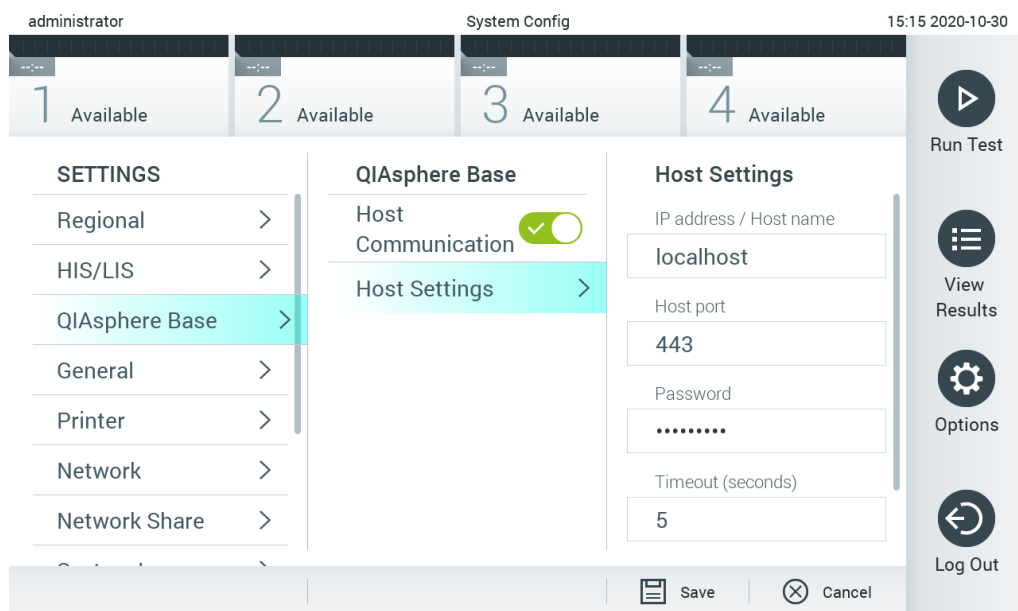 administrator
System Config
15:15 2020-10-30
--:--
--:--
--:--
--:--
1 Available
2 Available
3 Available
4 Available
SETTINGS
Regional
HIS/LIS
QIAsphere Base
General
Printer
Network
Network Share
QIAsphere Base
Host
Communication
Host Settings
Host Settings
IP address / Host name
localhost
Host port
443
Password
•••••••••
Timeout (seconds)
5
Save
Cancel
Run Test
View
Results
Options
Log Out